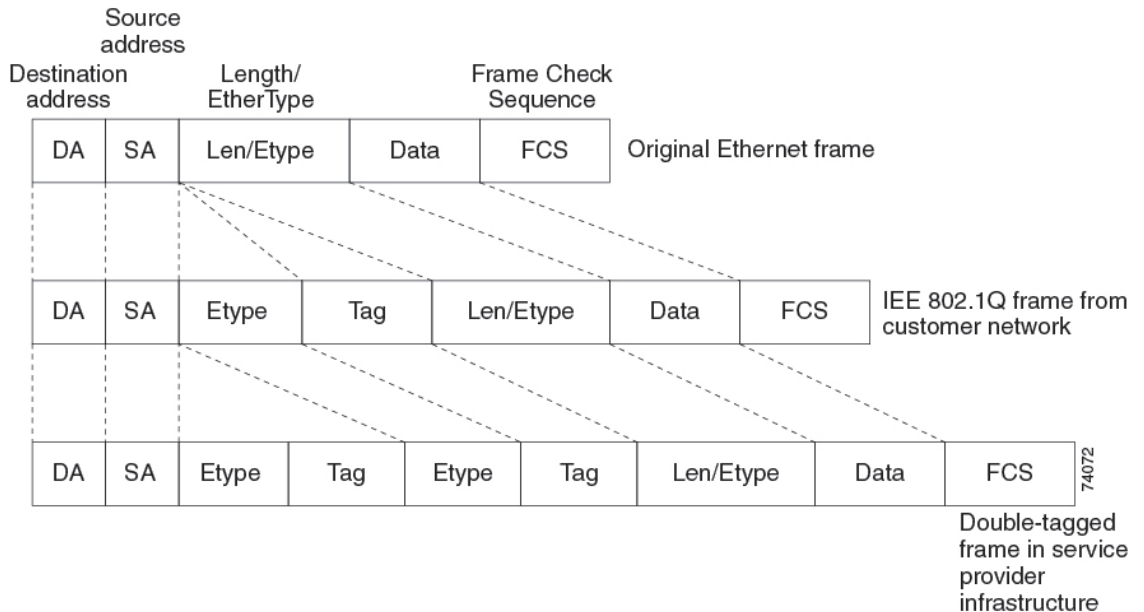 Source
address
Destination
address
Length/
EtherType
Frame Check
Sequence
DA SA Len/Etype Data FCS
Original Ethernet frame
DA SA Etype Tag Len/Etype Data FCS
IEE 802.1Q frame from
customer network
DA SA Etype Tag Etype Tag Len/Etype Data FCS
74072
Double-tagged
frame in service
provider
infrastructure